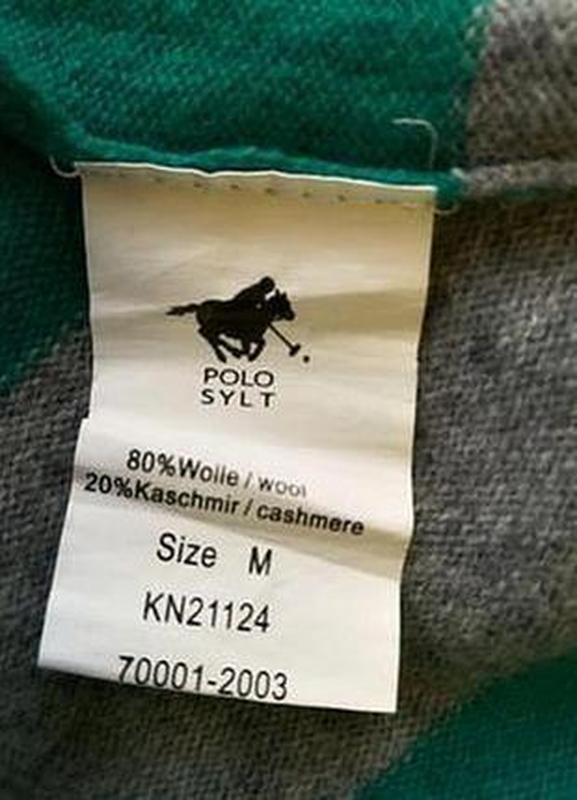 POLO
SYLT
80%Wolle / wool
20%Kaschmir / cashmere
Size M
KN21124
70001-2003